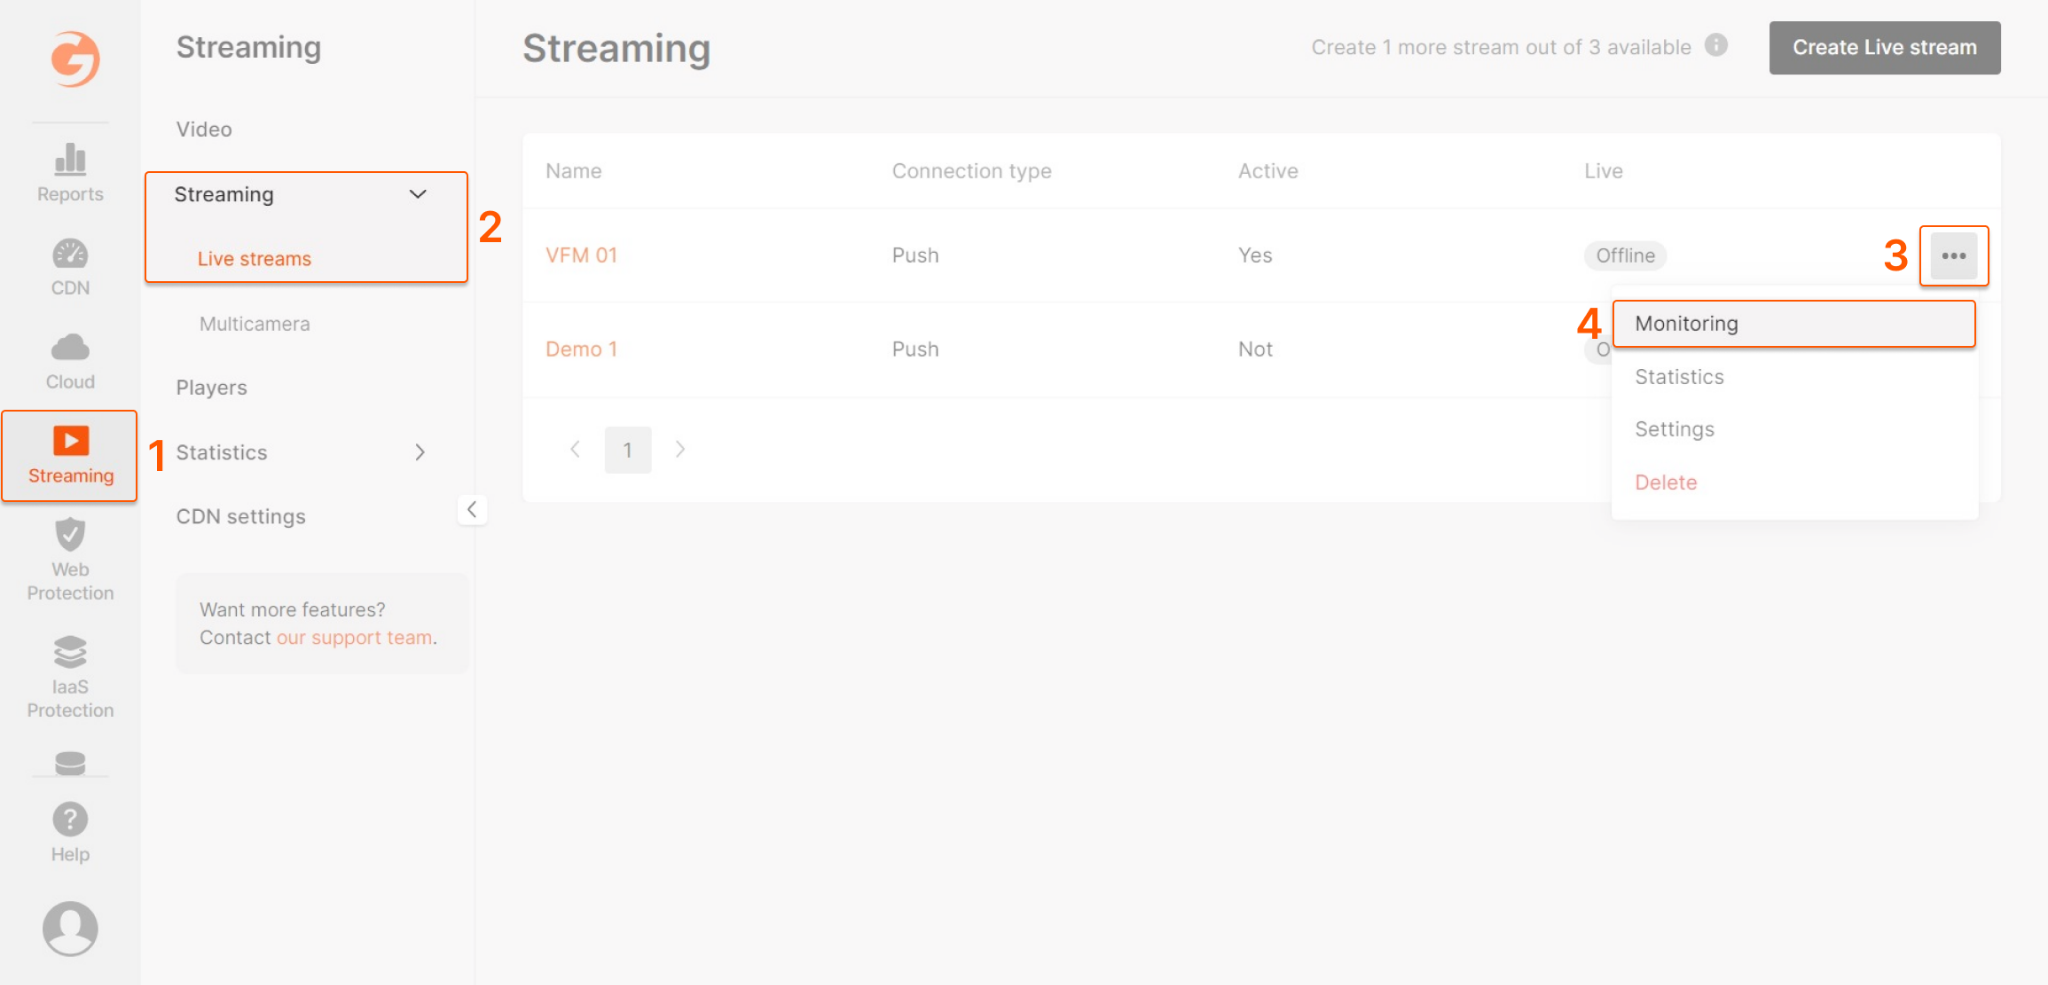 Reports
CDN
Cloud
Streaming
1
Web
Protection
IaaS
Protection
Help
Streaming
Video
Streaming
Live streams
2
Multicamera
Players
Statistics
CDN settings
Want more features?
Contact our support team.
Streaming
Create 1 more stream out of 3 available
Create Live stream
Name Connection type Active Live
VFM 01 Push Yes Offline 3
Demo 1 Push Not O
1
4
Monitoring
Statistics
Settings
Delete